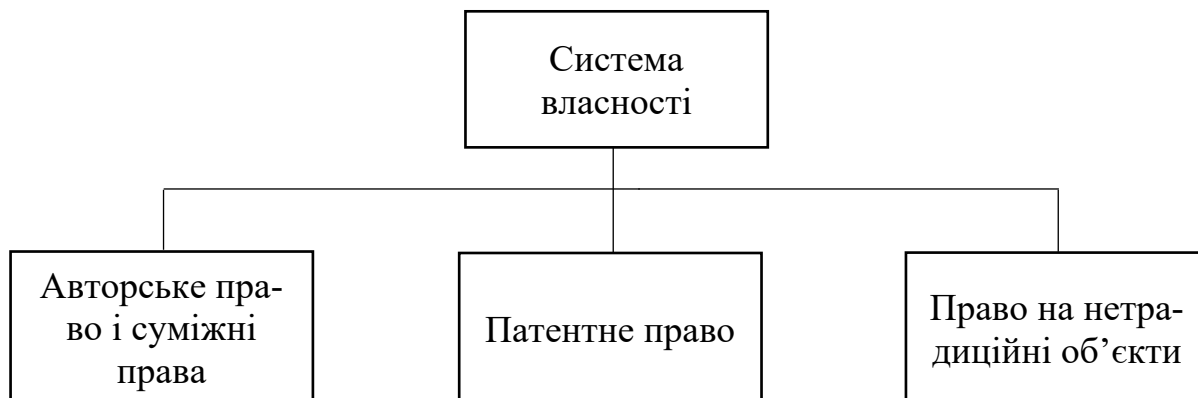 Система
власності
Авторське пра-
во і суміжні
права
Патентне право
Право на нетра-
диційні об’єкти